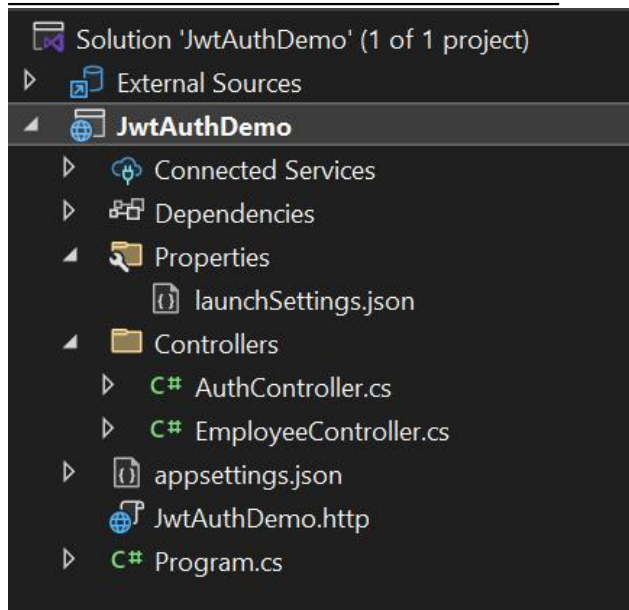 Solution 'JwtAuthDemo' (1 of 1 project)
External Sources
JwtAuthDemo
Connected Services
Dependencies
Properties
launchSettings.json
Controllers
C# AuthController.cs
C# EmployeeController.cs
appsettings.json
JwtAuthDemo.http
C# Program.cs